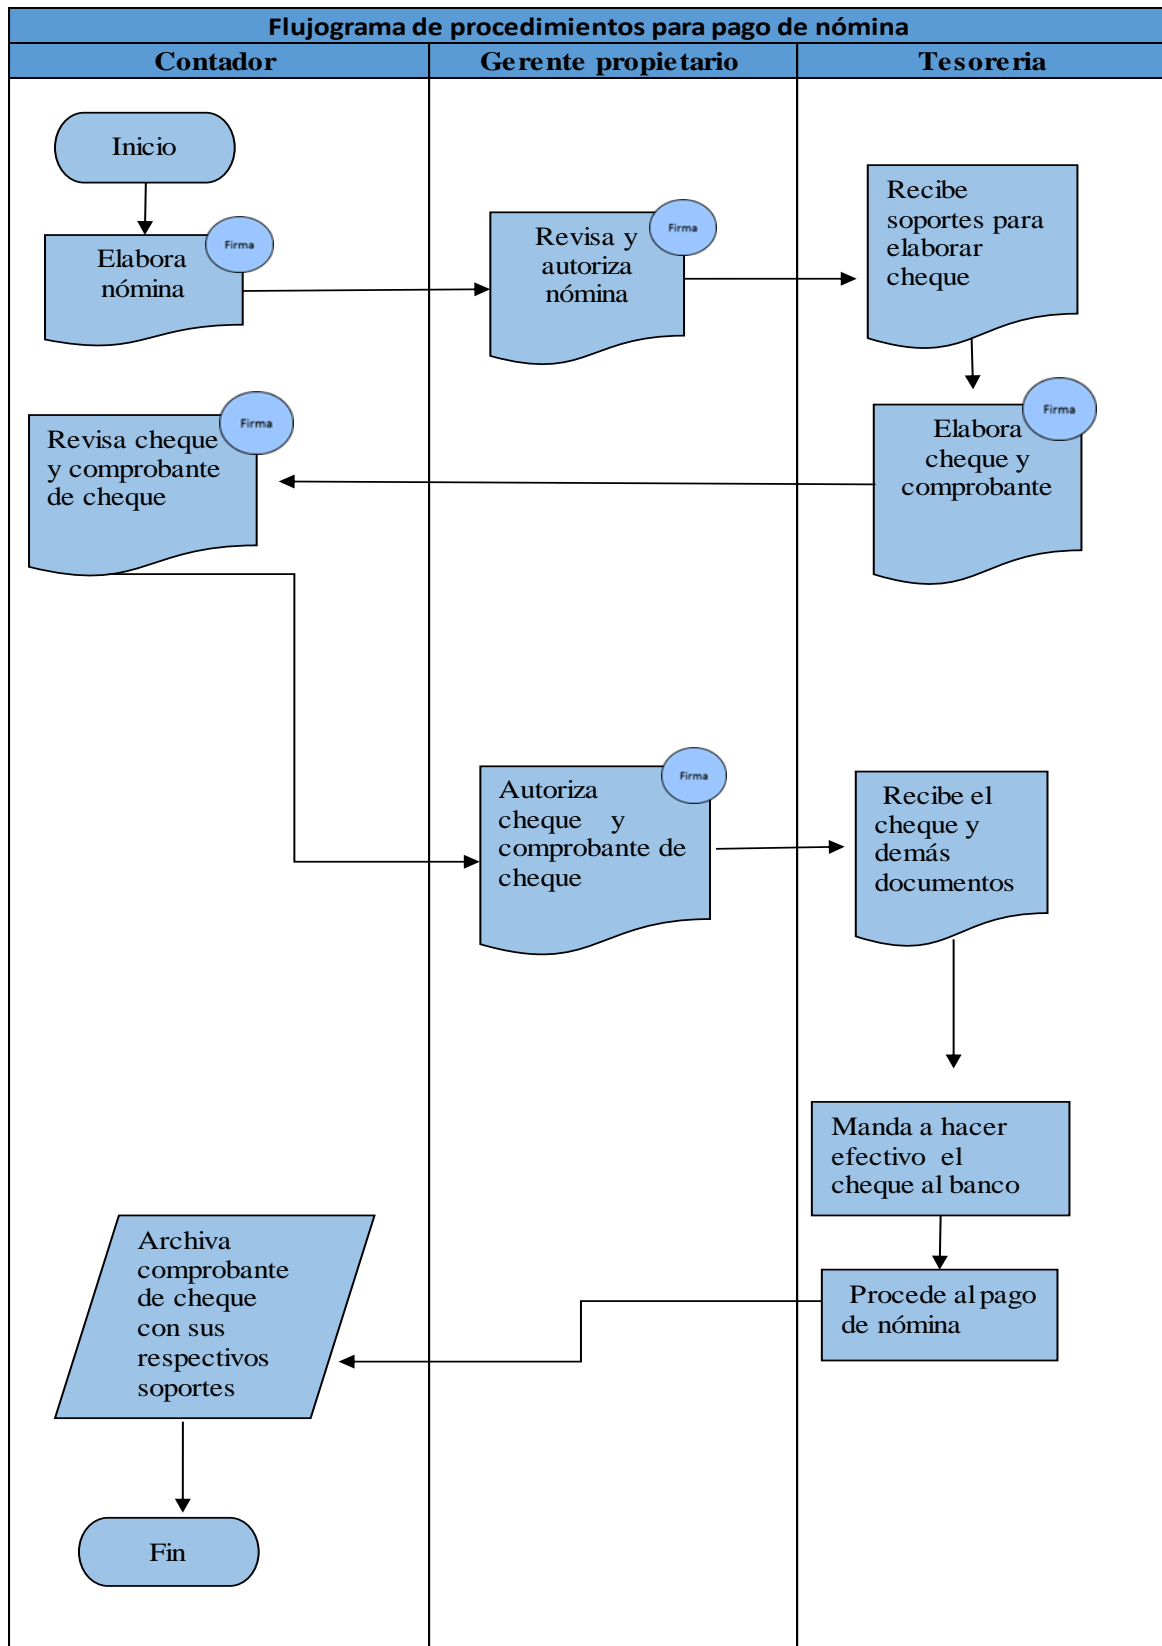 Flujograma de procedimientos para pago de nómina
Contador
Gerente propietario
Tesoreria
Inicio
Elabora
nómina
Firma
Revisa y
autoriza
nómina
Firma
Recibe
soportes para
elaborar
cheque
Elabora
cheque y
comprobante
Firma
Revisa cheque
y comprobante
de cheque
Firma
Autoriza
cheque y
comprobante de
cheque
Firma
Recibe el
cheque y
demás
documentos
Manda a hacer
efectivo el
cheque al banco
Procede al pago
de nómina
Archiva
comprobante
de cheque
con sus
respectivos
soportes
Fin